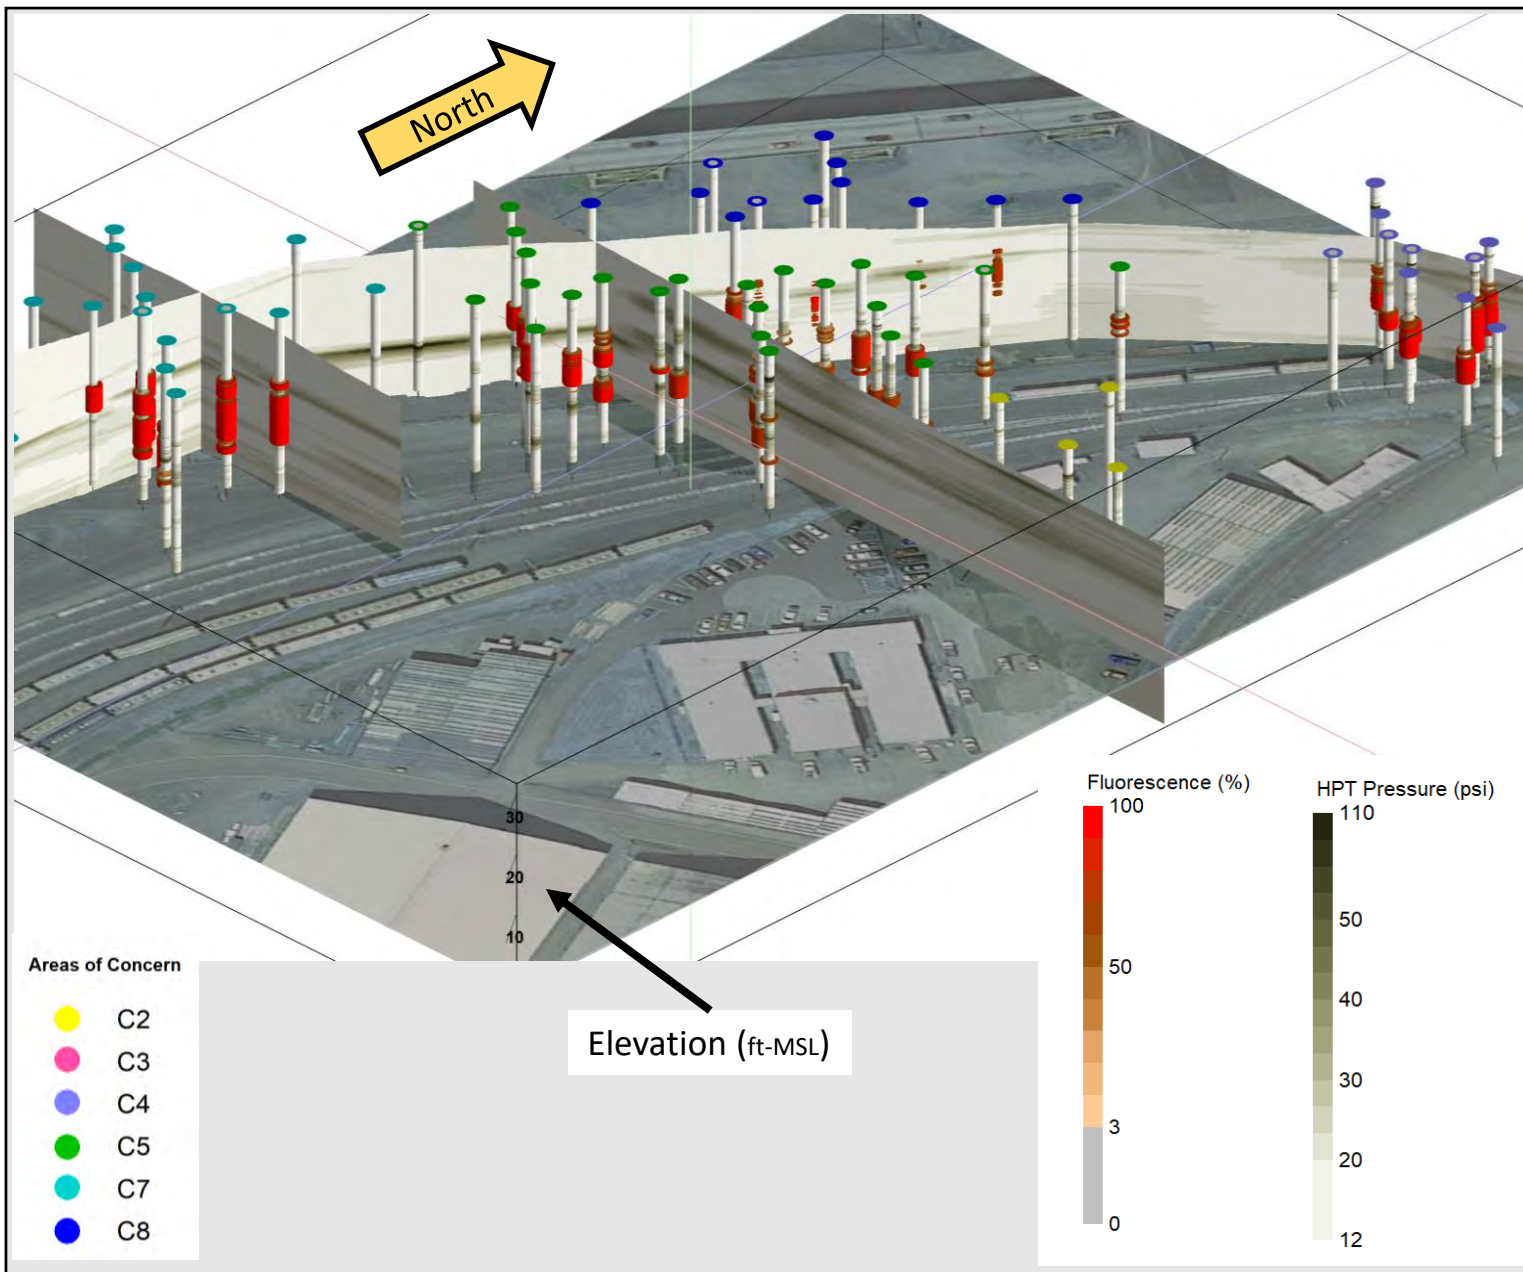 North
30
20
10
Elevation (ft-MSL)
Areas of Concern
C2
C3
C4
C5
C7
C8
Fluorescence (%)
100
50
3
0
HPT Pressure (psi)
110
50
40
30
20
12